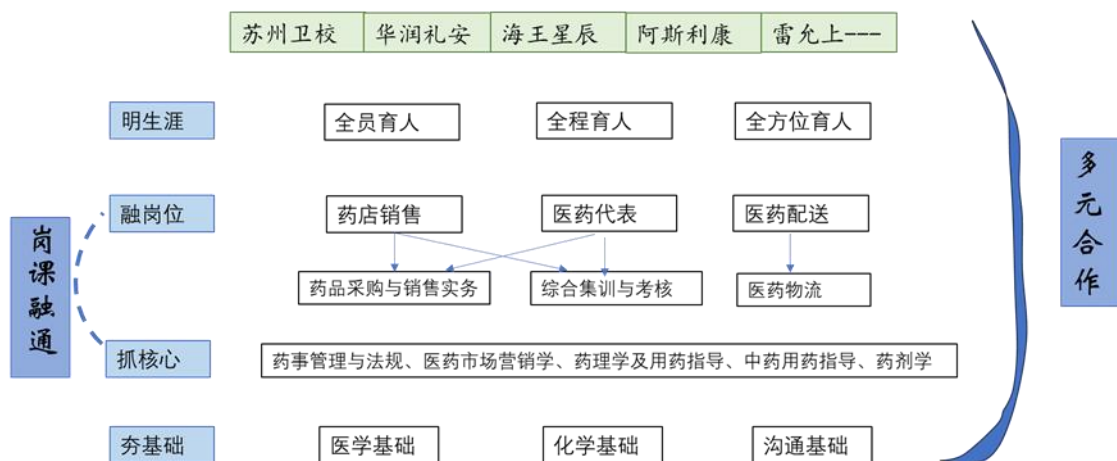 苏州卫校 华润礼安 海王星辰 阿斯利康 雷允上---
明生涯 全员育人 全程育人 全方位育人
融岗位 药店销售 医药代表 医药配送
药品采购与销售实务 综合集训与考核 医药物流
抓核心 药事管理与法规、医药市场营销学、药理学及用药指导、中药用药指导、药剂学
夯基础 医学基础 化学基础 沟通基础
岗课融通
多元合作